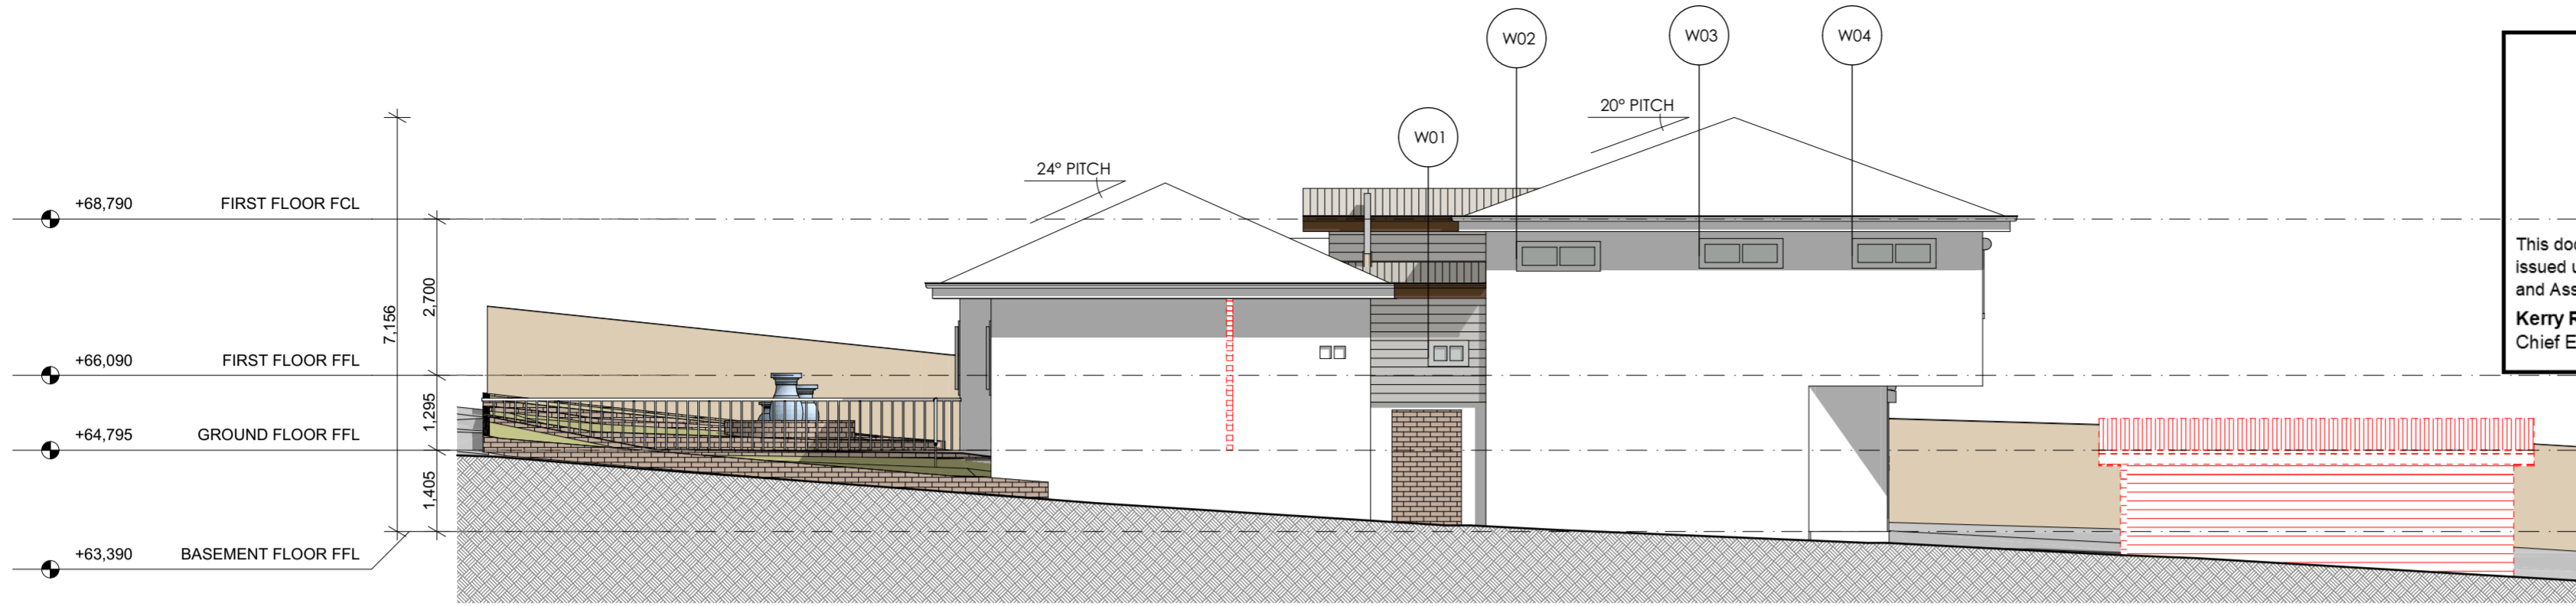 W02
W03
W04
W01
20° PITCH
24° PITCH
+68,790 FIRST FLOOR FCL
+66,090 FIRST FLOOR FFL
+64,795 GROUND FLOOR FFL
+63,390 BASEMENT FLOOR FFL
7,156
2,700
1,295
1,405
This do
issued u
and Ass
Kerry R
Chief E